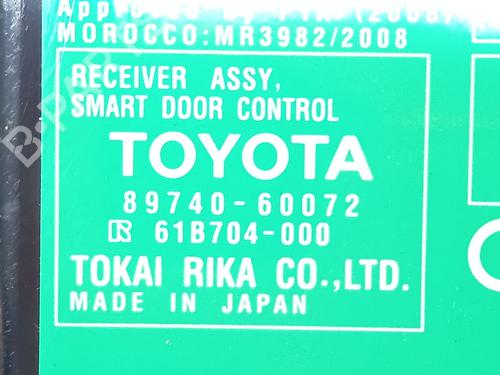 MOROCCO:MR3982/2008
RECEIVER ASSY,
SMART DOOR CONTROL
TOYOTA
89740-60072
R 61B704-000
TOKAI RIKA CO.,LTD.
MADE IN JAPAN
B-PARTS